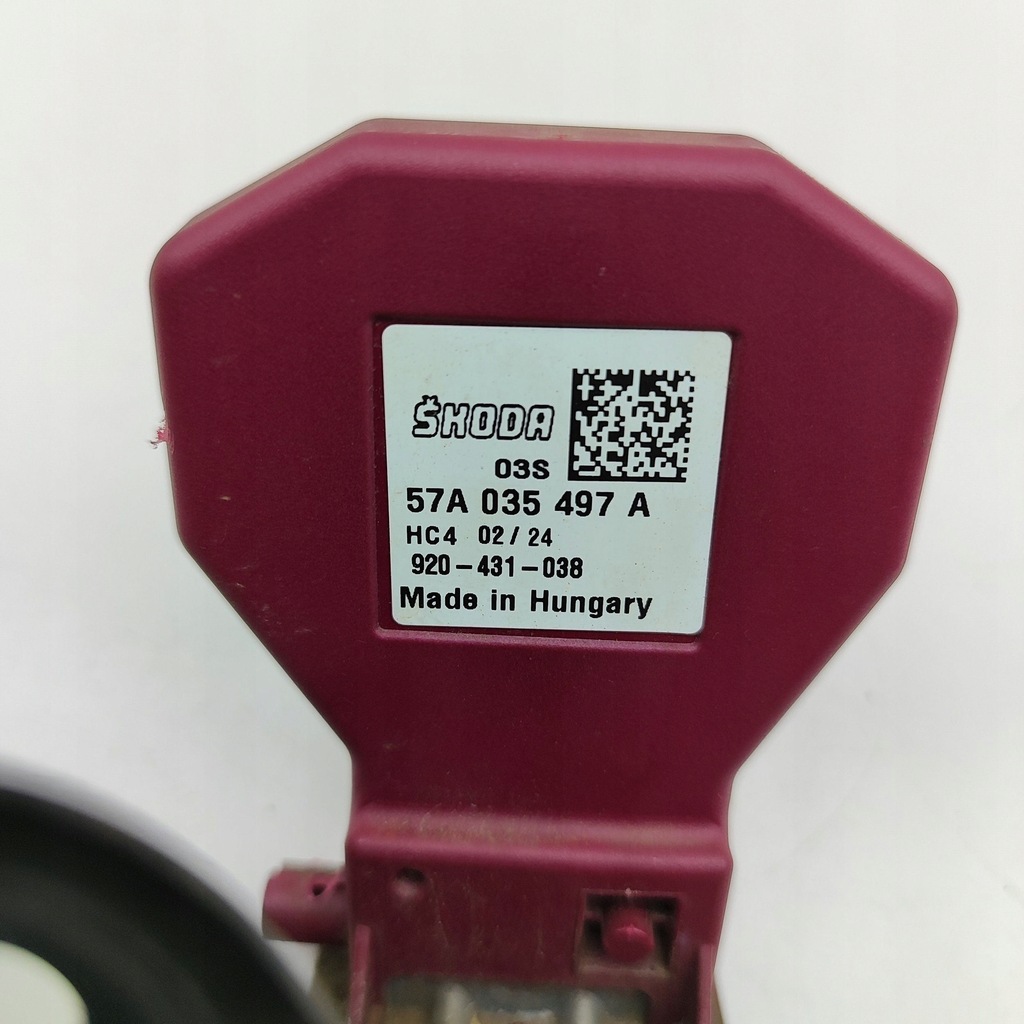 ŠKODA
03S
57A 035 497 A
HC4 02/24
920-431-038
Made in Hungary